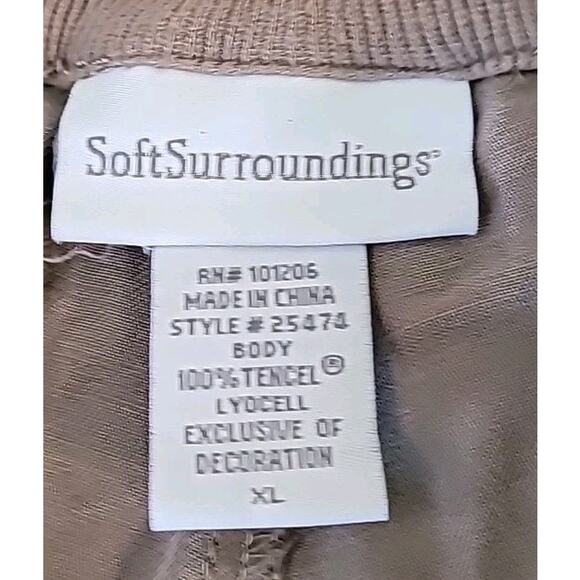 SoftSurroundings®
RN# 101206
MADE IN CHINA
STYLE # 25474
BODY
100% TENCEL®
LYOCELL
EXCLUSIVE OF
DECORATION
XL